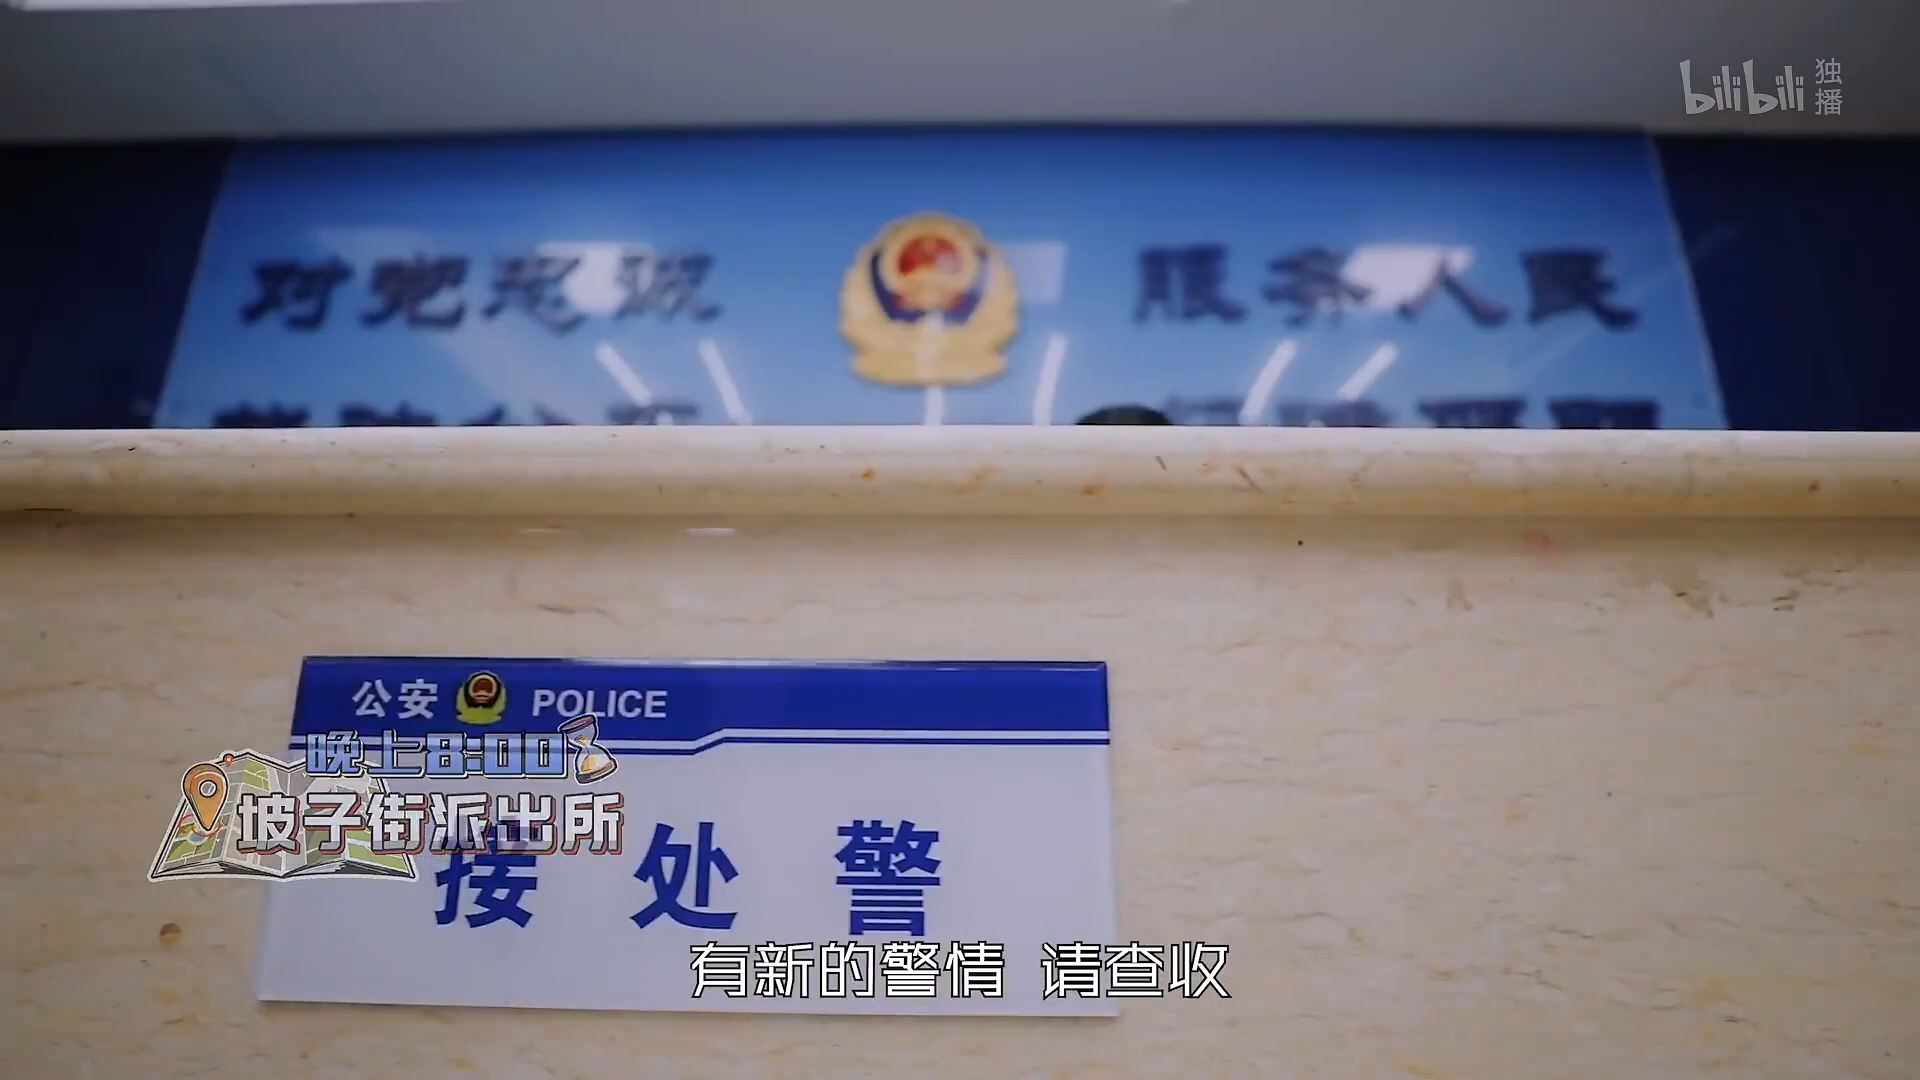 bilibili 独播
对党忠诚 服务人民
公安 POLICE
晚上8:00
坡子街派出所
接处警
有新的警情 请查收